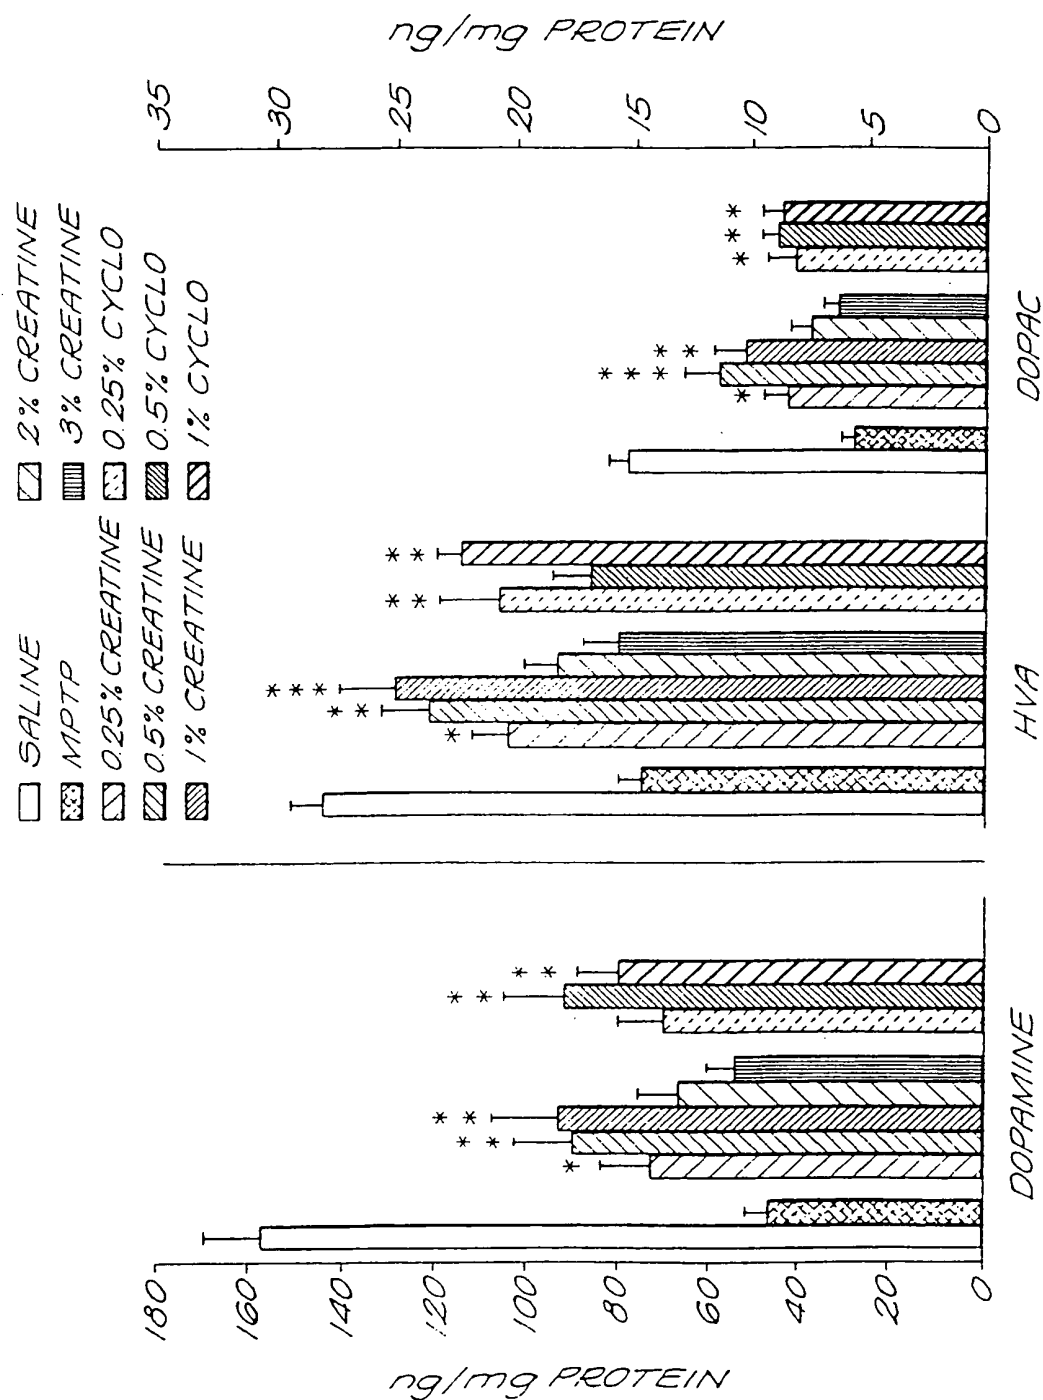 SALINE
MPTP
0.25% CREATINE
0.5% CREATINE
1% CREATINE
2% CREATINE
3% CREATINE
0.25% CYCLO
0.5% CYCLO
1% CYCLO
ng/mg PROTEIN
180
160
140
120
100
80
60
40
20
0
* 
* *
* *
* *
* *
DOPAMINE
*
* *
* * *
* *
* *
HVA
*
* * *
* *
*
*
*
DOPAC
35
30
25
20
15
10
5
0
ng/mg PROTEIN